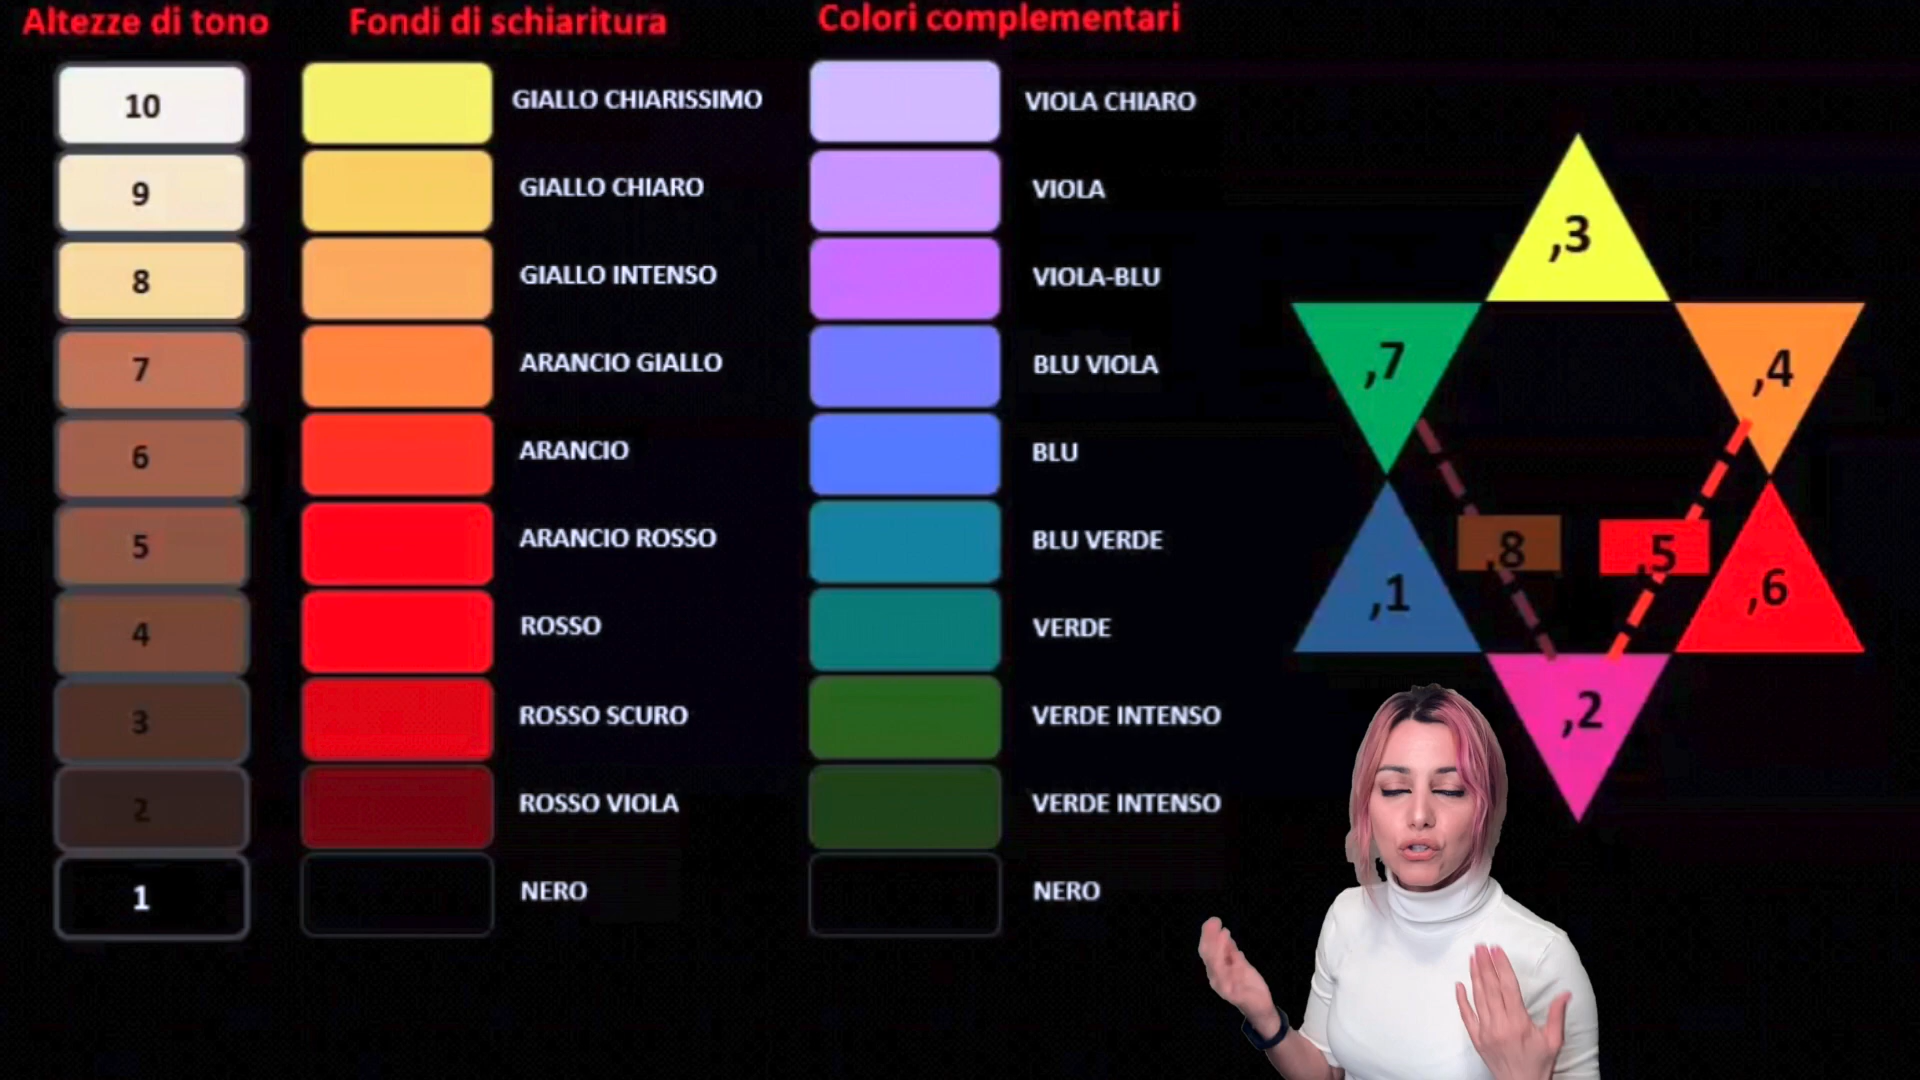 Altezze di tono
Fondi di schiaritura
Colori complementari
10
GIALLO CHIARISSIMO
VIOLA CHIARO
9
GIALLO CHIARO
VIOLA
8
GIALLO INTENSO
VIOLA-BLU
7
ARANCIO GIALLO
BLU VIOLA
6
ARANCIO
BLU
5
ARANCIO ROSSO
BLU VERDE
4
ROSSO
VERDE
3
ROSSO SCURO
VERDE INTENSO
2
ROSSO VIOLA
VERDE INTENSO
1
NERO
NERO
,3
,7
,4
,8
,5
,1
,6
,2